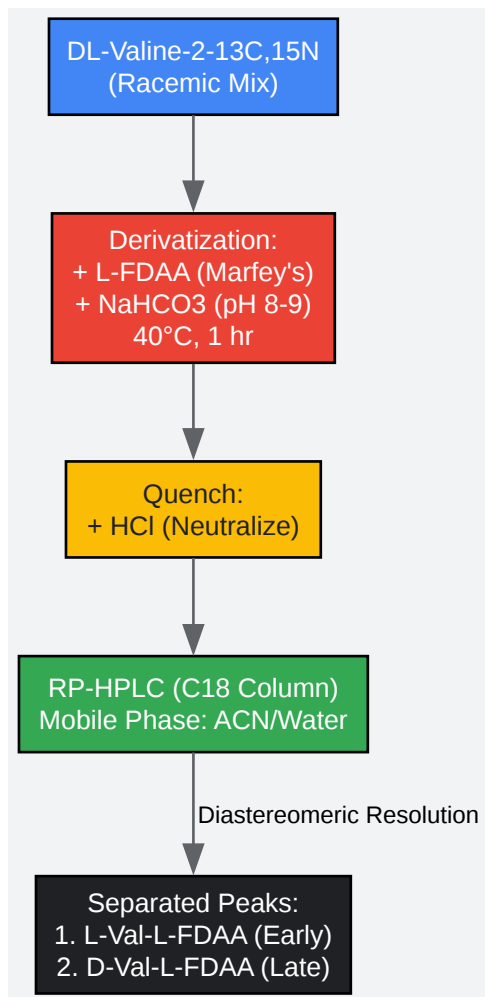 DL-Valine-2-13C,15N
(Racemic Mix)
Derivatization:
+ L-FDAA (Marfey's)
+ NaHCO3 (pH 8-9)
40°C, 1 hr
Quench:
+ HCl (Neutralize)
RP-HPLC (C18 Column)
Mobile Phase: ACN/Water
Diastereomeric Resolution
Separated Peaks:
1. L-Val-L-FDAA (Early)
2. D-Val-L-FDAA (Late)